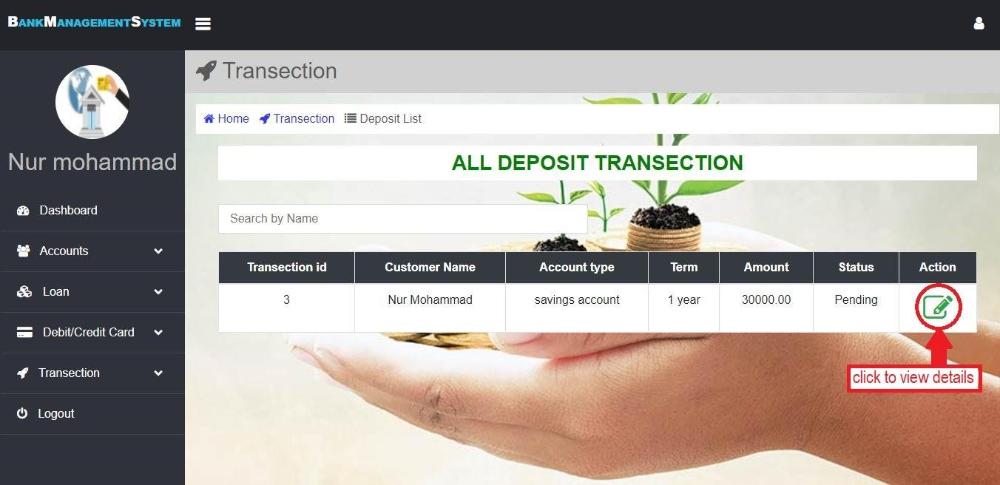 BankManagementSystem
Transection
Nur mohammad
Dashboard
Accounts
Loan
Debit/Credit Card
Transection
Logout
Home Transection Deposit List
ALL DEPOSIT TRANSECTION
Search by Name
Transection id Customer Name Account type Term Amount Status Action
3 Nur Mohammad savings account 1 year 30000.00 Pending
click to view details